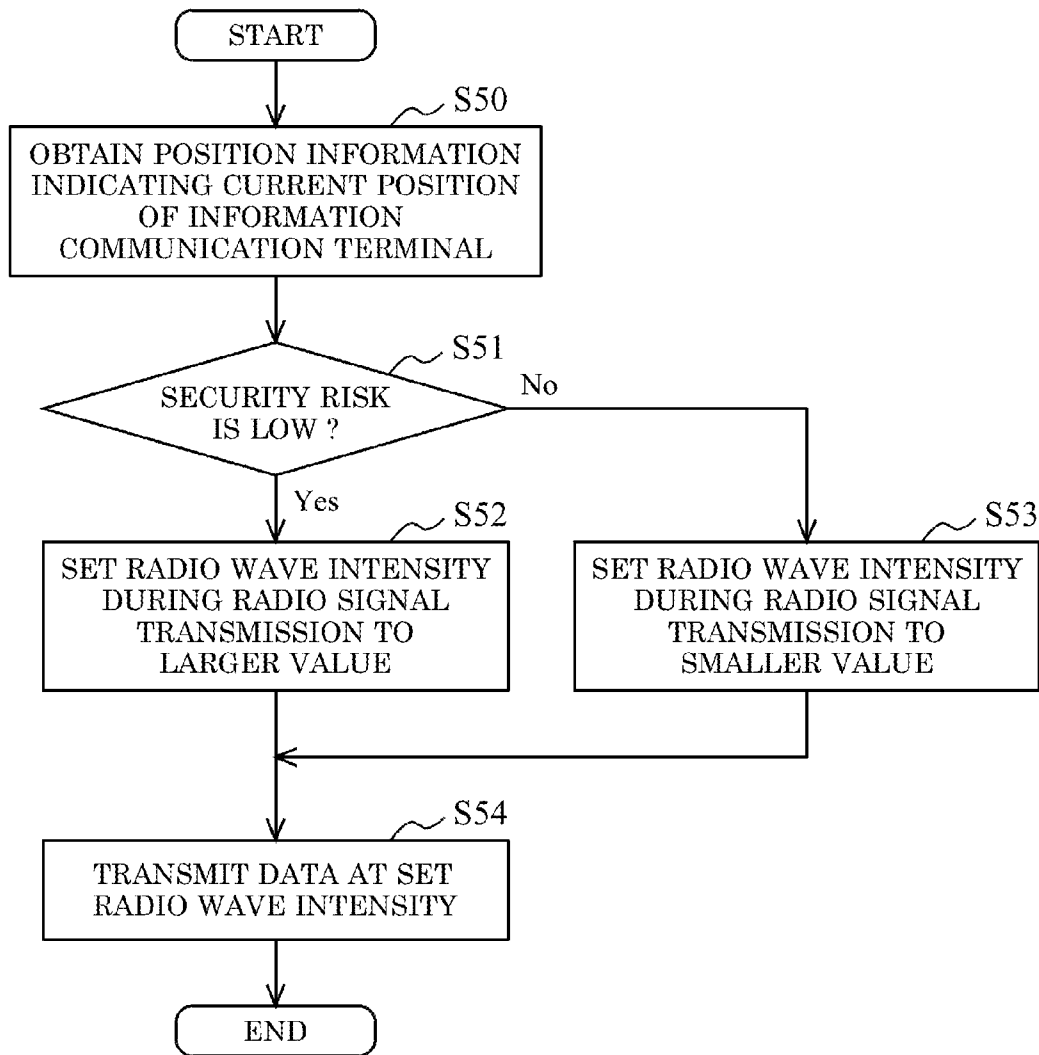 START
S50
OBTAIN POSITION INFORMATION
INDICATING CURRENT POSITION
OF INFORMATION
COMMUNICATION TERMINAL
S51
SECURITY RISK
IS LOW ?
No
Yes
S52
SET RADIO WAVE INTENSITY
DURING RADIO SIGNAL
TRANSMISSION TO
LARGER VALUE
S53
SET RADIO WAVE INTENSITY
DURING RADIO SIGNAL
TRANSMISSION TO
SMALLER VALUE
S54
TRANSMIT DATA AT SET
RADIO WAVE INTENSITY
END